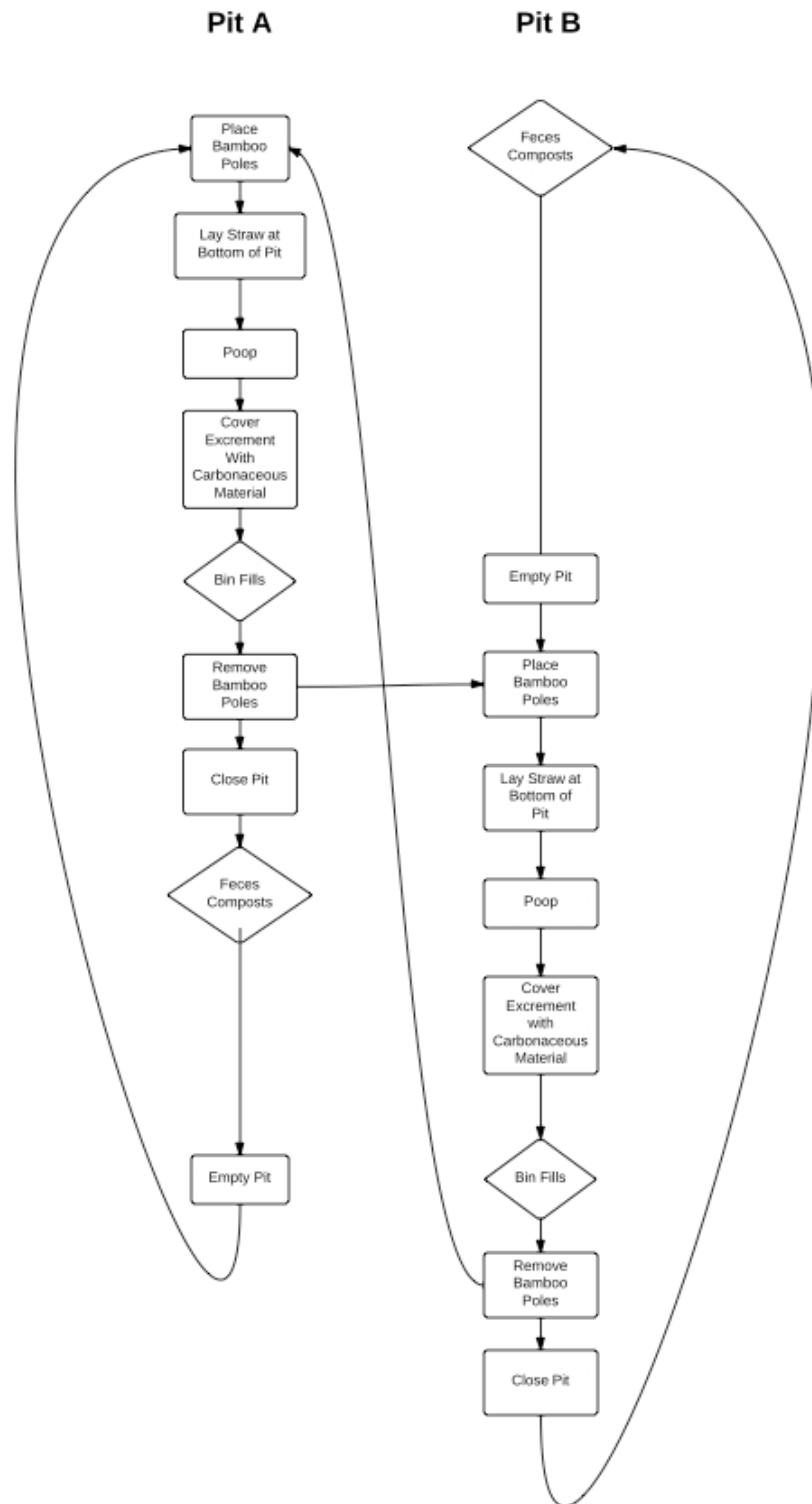 Pit A
Pit B
Place
Bamboo
Poles
Lay Straw at
Bottom of Pit
Poop
Cover
Excrement
With
Carbonaceous
Material
Bin Fills
Remove
Bamboo
Poles
Close Pit
Feces
Composts
Empty Pit
Feces
Composts
Empty Pit
Place
Bamboo
Poles
Lay Straw at
Bottom of
Pit
Poop
Cover
Excrement
with
Carbonaceous
Material
Bin Fills
Remove
Bamboo
Poles
Close Pit